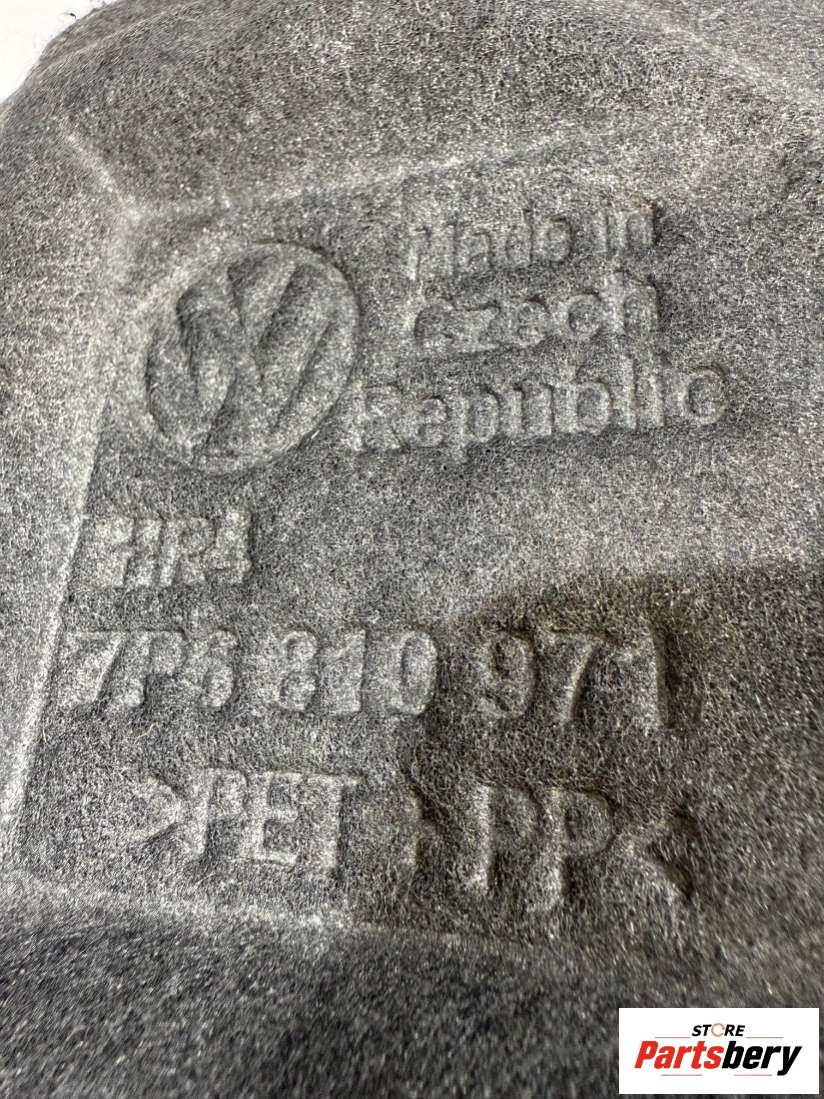 Made in
Czech
Republic
HR4
7P6 810 971
>PET+PP<
STORE
Partsbery